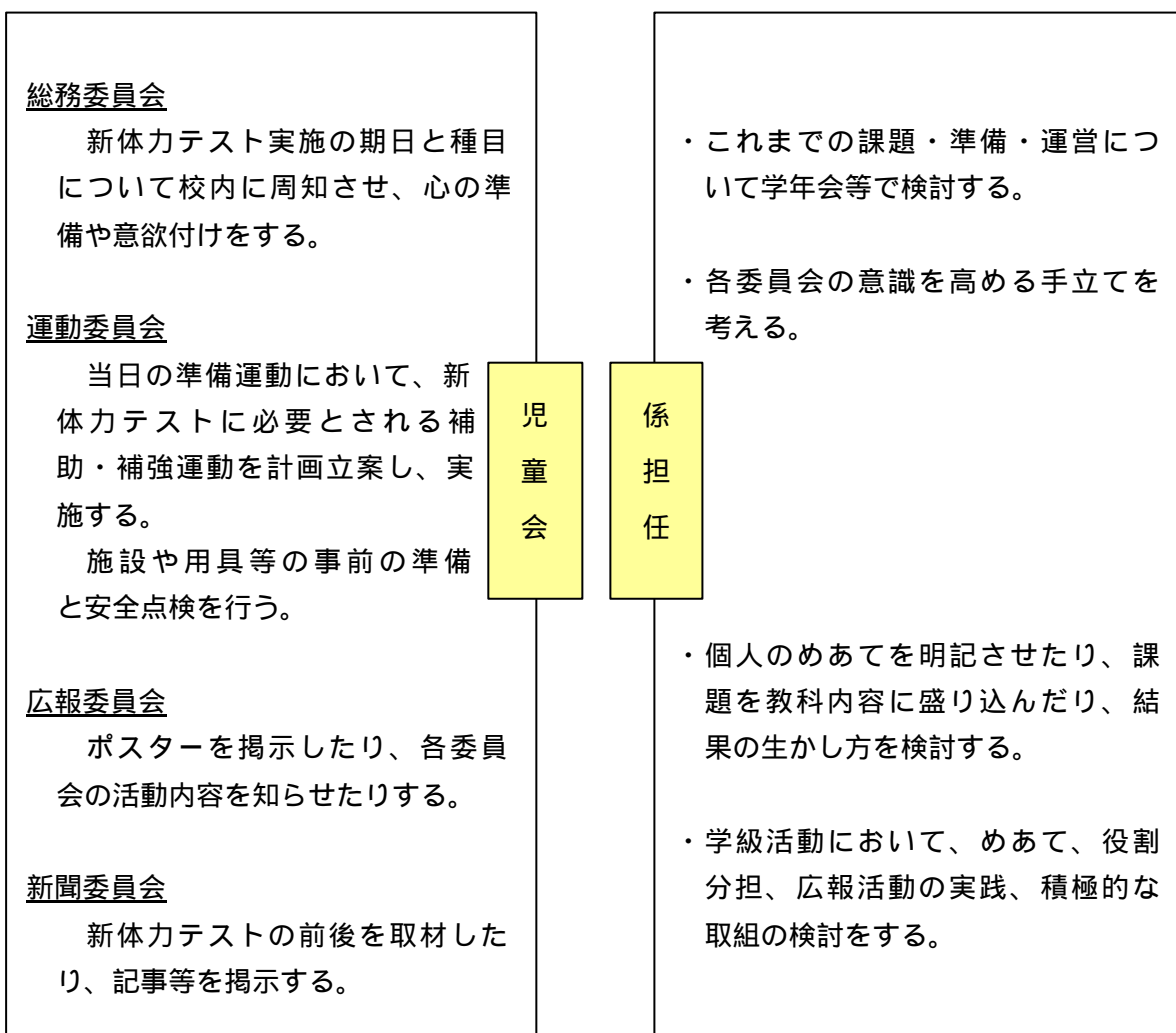 総務委員会
新体力テスト実施の期日と種目
について校内に周知させ、心の準
備や意欲付けをする。
運動委員会
当日の準備運動において、新
体力テストに必要とされる補
助・補強運動を計画立案し、実
施する。
施設や用具等の事前の準備
と安全点検を行う。
広報委員会
ポスターを掲示したり、各委員
会の活動内容を知らせたりする。
新聞委員会
新体力テストの前後を取材した
り、記事等を掲示する。
児童会
係担任
・これまでの課題・準備・運営につ
いて学年会等で検討する。
・各委員会の意識を高める手立てを
考える。
・個人のめあてを明記させたり、課
題を教科内容に盛り込んだり、結
果の生かし方を検討する。
・学級活動において、めあて、役割
分担、広報活動の実践、積極的な
取組の検討をする。